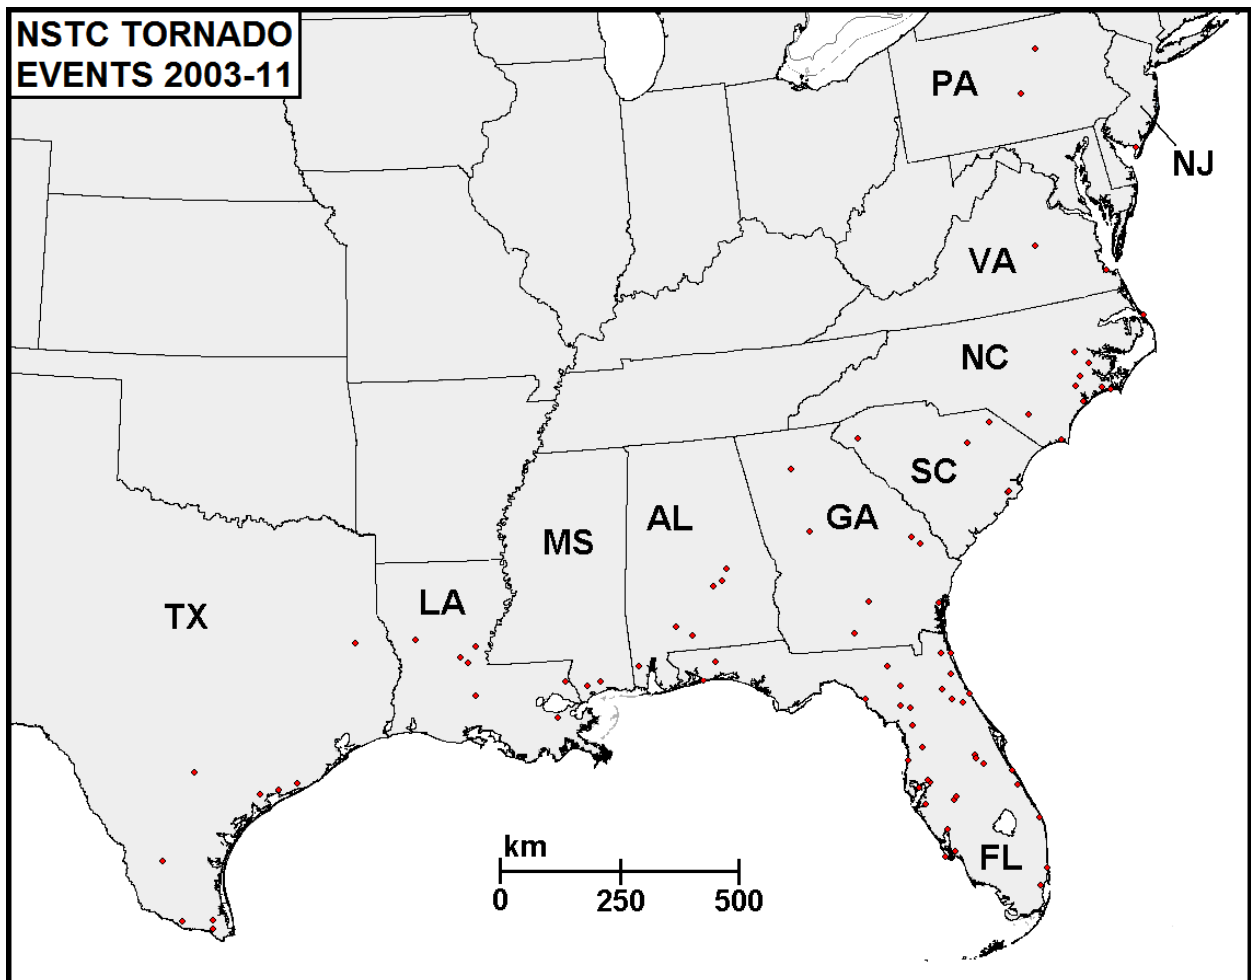 NSTC TORNADO
EVENTS 2003-11
PA
NJ
VA
NC
SC
MS
AL
GA
TX
LA
km
FL
0
250
500